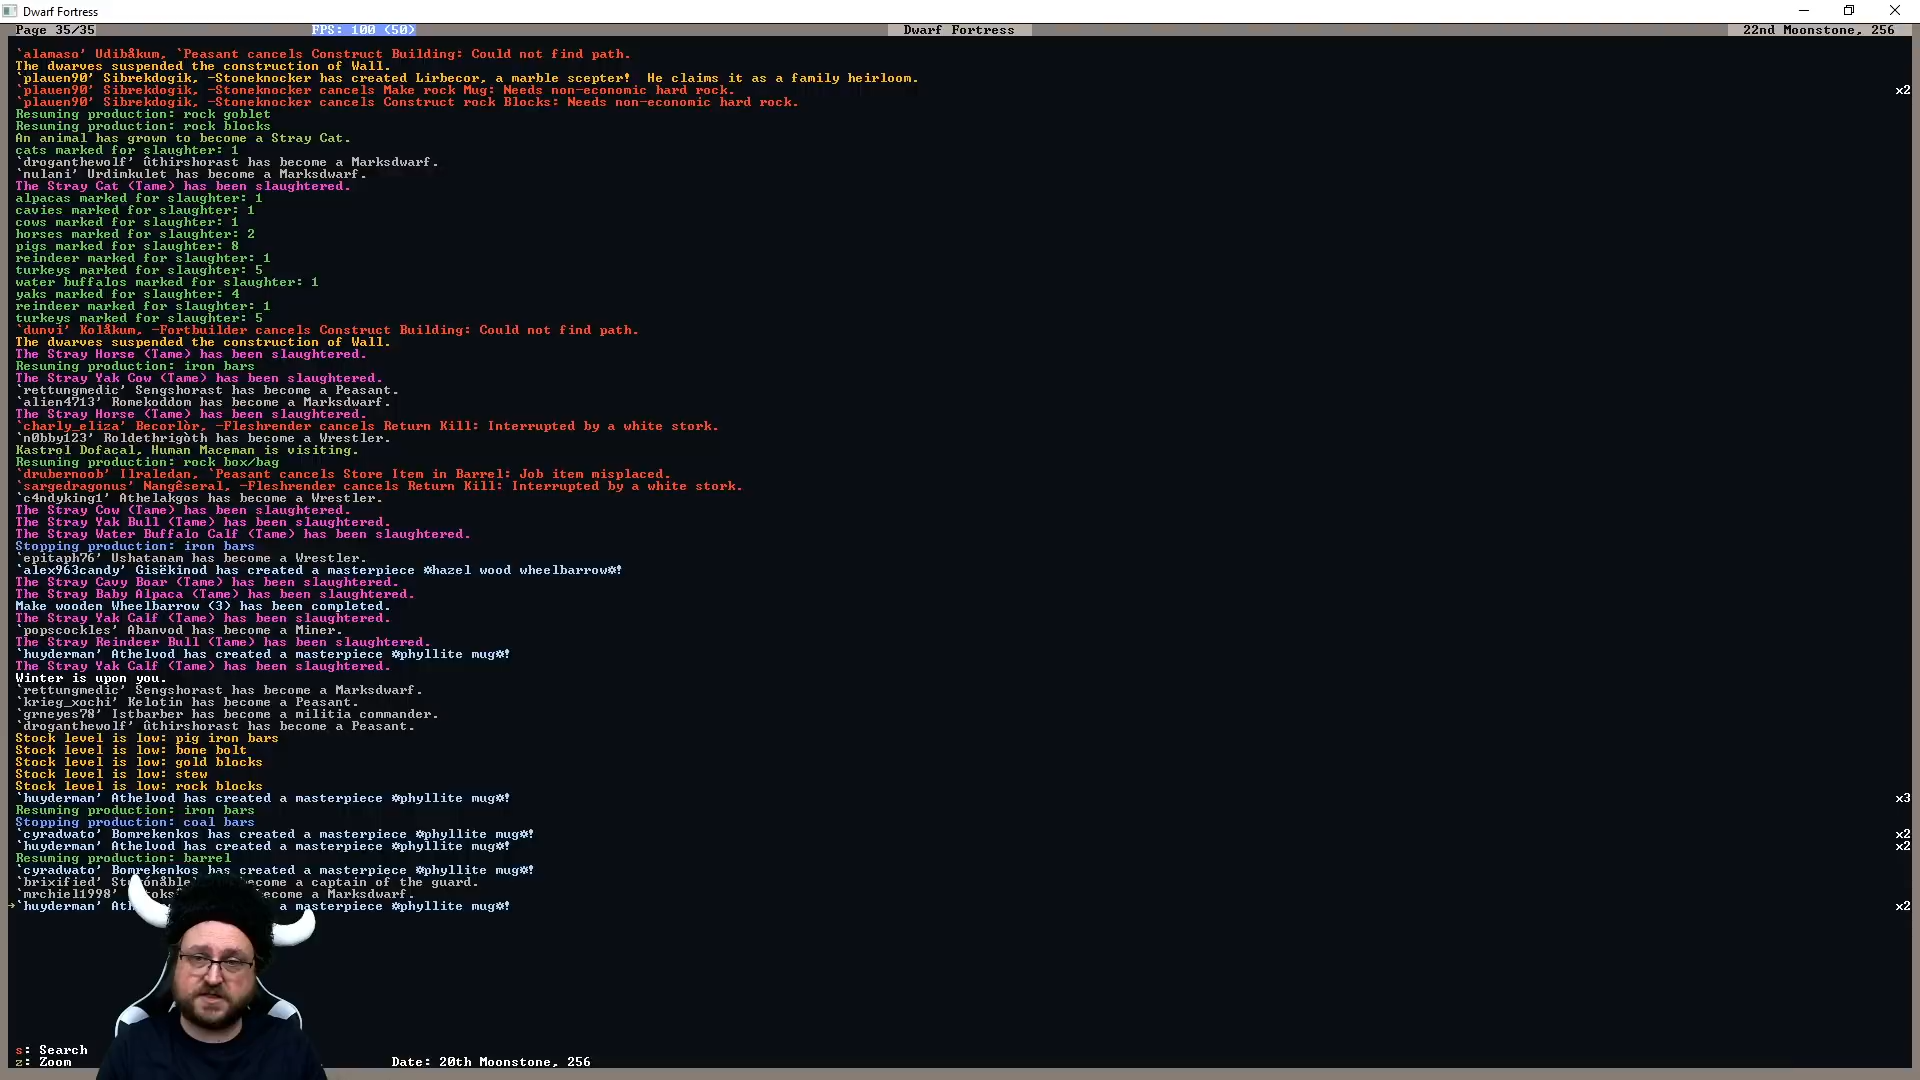 Dwarf Fortress
Page 35/35 FPS: 100 (50) Dwarf Fortress 22nd Moonstone, 256
`alamaso' Udibåkum, `Peasant cancels Construct Building: Could not find path.
The dwarves suspended the construction of Wall.
`plauen90' Sibrekdogik, -Stoneknocker has created Lirbecor, a marble scepter!  He claims it as a family heirloom.
`plauen90' Sibrekdogik, -Stoneknocker cancels Make rock Mug: Needs non-economic hard rock. x2
`plauen90' Sibrekdogik, -Stoneknocker cancels Construct rock Blocks: Needs non-economic hard rock.
Resuming production: rock goblet
Resuming production: rock blocks
An animal has grown to become a Stray Cat.
cats marked for slaughter: 1
`droganthewolf' ûthirshorast has become a Marksdwarf.
`nulani' Urdimkulet has become a Marksdwarf.
The Stray Cat (Tame) has been slaughtered.
alpacas marked for slaughter: 1
cavies marked for slaughter: 1
cows marked for slaughter: 1
horses marked for slaughter: 2
pigs marked for slaughter: 8
reindeer marked for slaughter: 1
turkeys marked for slaughter: 5
water buffalos marked for slaughter: 1
yaks marked for slaughter: 4
reindeer marked for slaughter: 1
turkeys marked for slaughter: 5
`dunvi' Kolåkum, -Fortbuilder cancels Construct Building: Could not find path.
The dwarves suspended the construction of Wall.
The Stray Horse (Tame) has been slaughtered.
Resuming production: iron bars
The Stray Yak Cow (Tame) has been slaughtered.
`rettungmedic' Sengshorast has become a Peasant.
`alien4713' Romekoddom has become a Marksdwarf.
The Stray Horse (Tame) has been slaughtered.
`charly_eliza' Becorlòr, -Fleshrender cancels Return Kill: Interrupted by a white stork.
`n0bby123' Roldethrigòth has become a Wrestler.
Kastrol Dofacal, Human Maceman is visiting.
Resuming production: rock box/bag
`drubernoob' Ilraledan, `Peasant cancels Store Item in Barrel: Job item misplaced.
`sargedragonus' Nangêseral, -Fleshrender cancels Return Kill: Interrupted by a white stork.
`c4ndyking1' Athelakgos has become a Wrestler.
The Stray Cow (Tame) has been slaughtered.
The Stray Yak Bull (Tame) has been slaughtered.
The Stray Water Buffalo Calf (Tame) has been slaughtered.
Stopping production: iron bars
`epitaph76' Ushatanam has become a Wrestler.
`alex963candy' Gisëkinod has created a masterpiece ☼hazel wood wheelbarrow☼!
The Stray Cavy Boar (Tame) has been slaughtered.
The Stray Baby Alpaca (Tame) has been slaughtered.
Make wooden Wheelbarrow (3) has been completed.
The Stray Yak Calf (Tame) has been slaughtered.
`popscockles' Abanvod has become a Miner.
The Stray Reindeer Bull (Tame) has been slaughtered.
`huyderman' Athelvod has created a masterpiece ☼phyllite mug☼!
The Stray Yak Calf (Tame) has been slaughtered.
Winter is upon you.
`rettungmedic' Sengshorast has become a Marksdwarf.
`krieg_xochi' Kelotin has become a Peasant.
`grneyes78' Istbarber has become a militia commander.
`droganthewolf' ûthirshorast has become a Peasant.
Stock level is low: pig iron bars
Stock level is low: bone bolt
Stock level is low: gold blocks
Stock level is low: stew
Stock level is low: rock blocks
`huyderman' Athelvod has created a masterpiece ☼phyllite mug☼! x3
Resuming production: iron bars
Stopping production: coal bars
`cyradwato' Bomrekenkos has created a masterpiece ☼phyllite mug☼! x2
`huyderman' Athelvod has created a masterpiece ☼phyllite mug☼! x2
Resuming production: barrel
`cyradwato' Bomrekenkos has created a masterpiece ☼phyllite mug☼!
`brixified' become a captain of the guard.
`mrchiel1998' become a Marksdwarf.
→`huyderman' a masterpiece ☼phyllite mug☼! x2
s: Search
z: Zoom Date: 20th Moonstone, 256